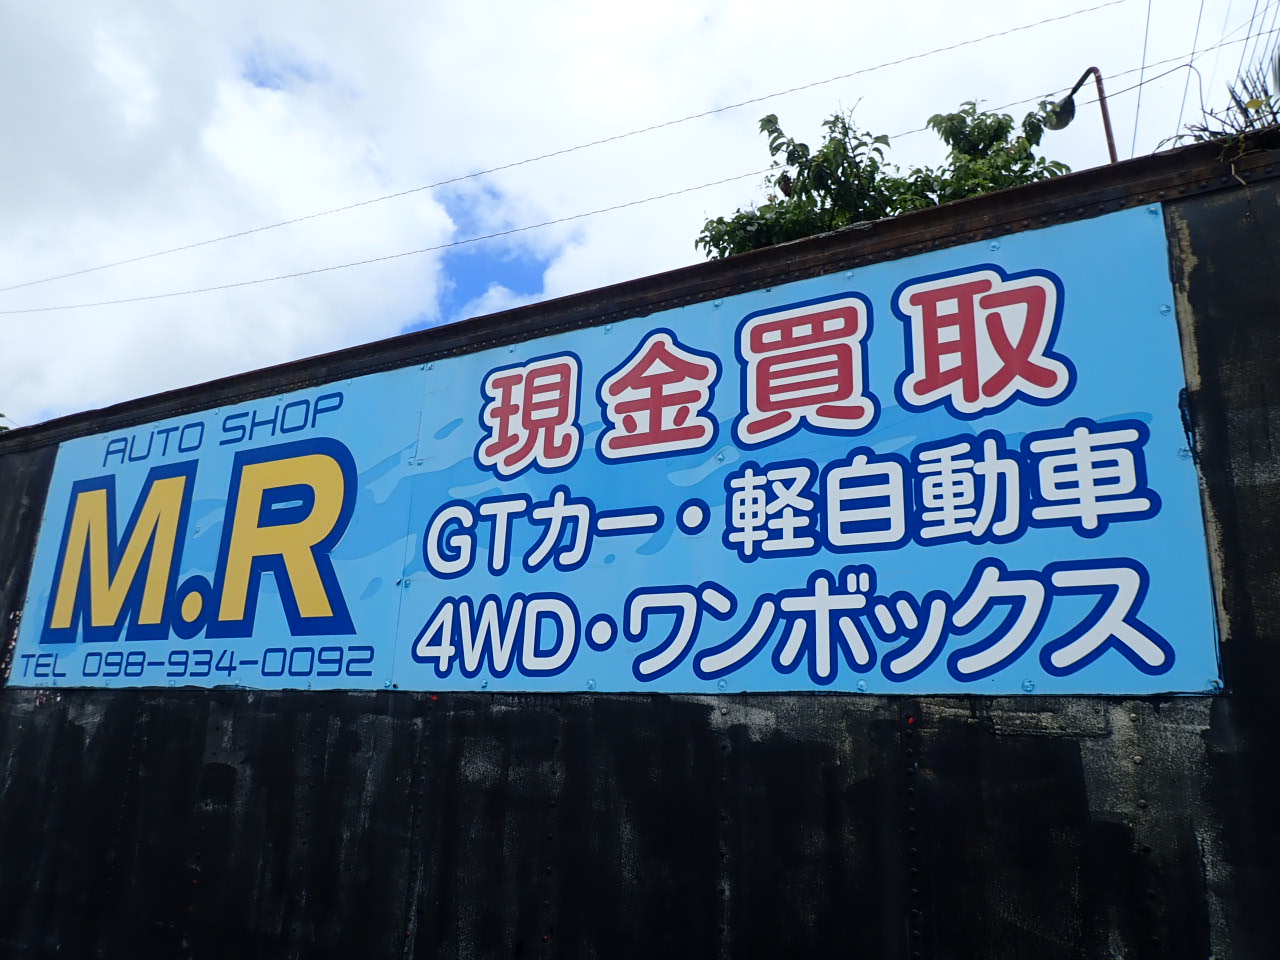 AUTO SHOP
M.R
TEL 098-934-0092
現金買取
GTカー・軽自動車
4WD・ワンボックス